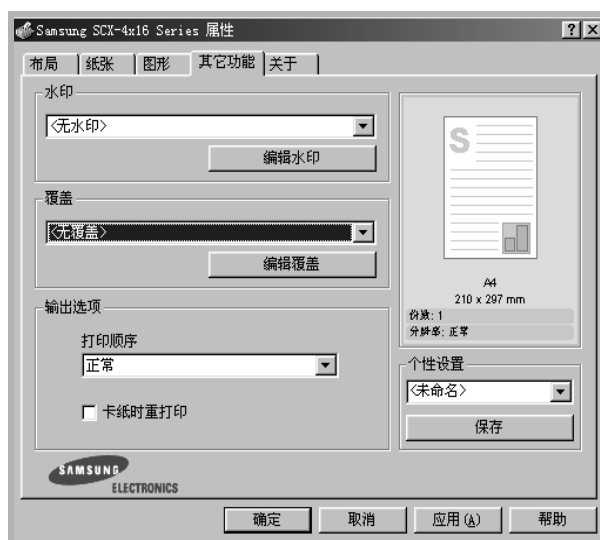 Samsung SCX-4x16 Series 属性
布局 纸张 图形 其它功能 关于
水印
<无水印>
编辑水印
覆盖
<无覆盖>
编辑覆盖
输出选项
打印顺序
正常
卡纸时重打印
SAMSUNG
ELECTRONICS
S
A4
210 x 297 mm
份数: 1
分辨率: 正常
个性设置
<未命名>
保存
确定 取消 应用(A) 帮助